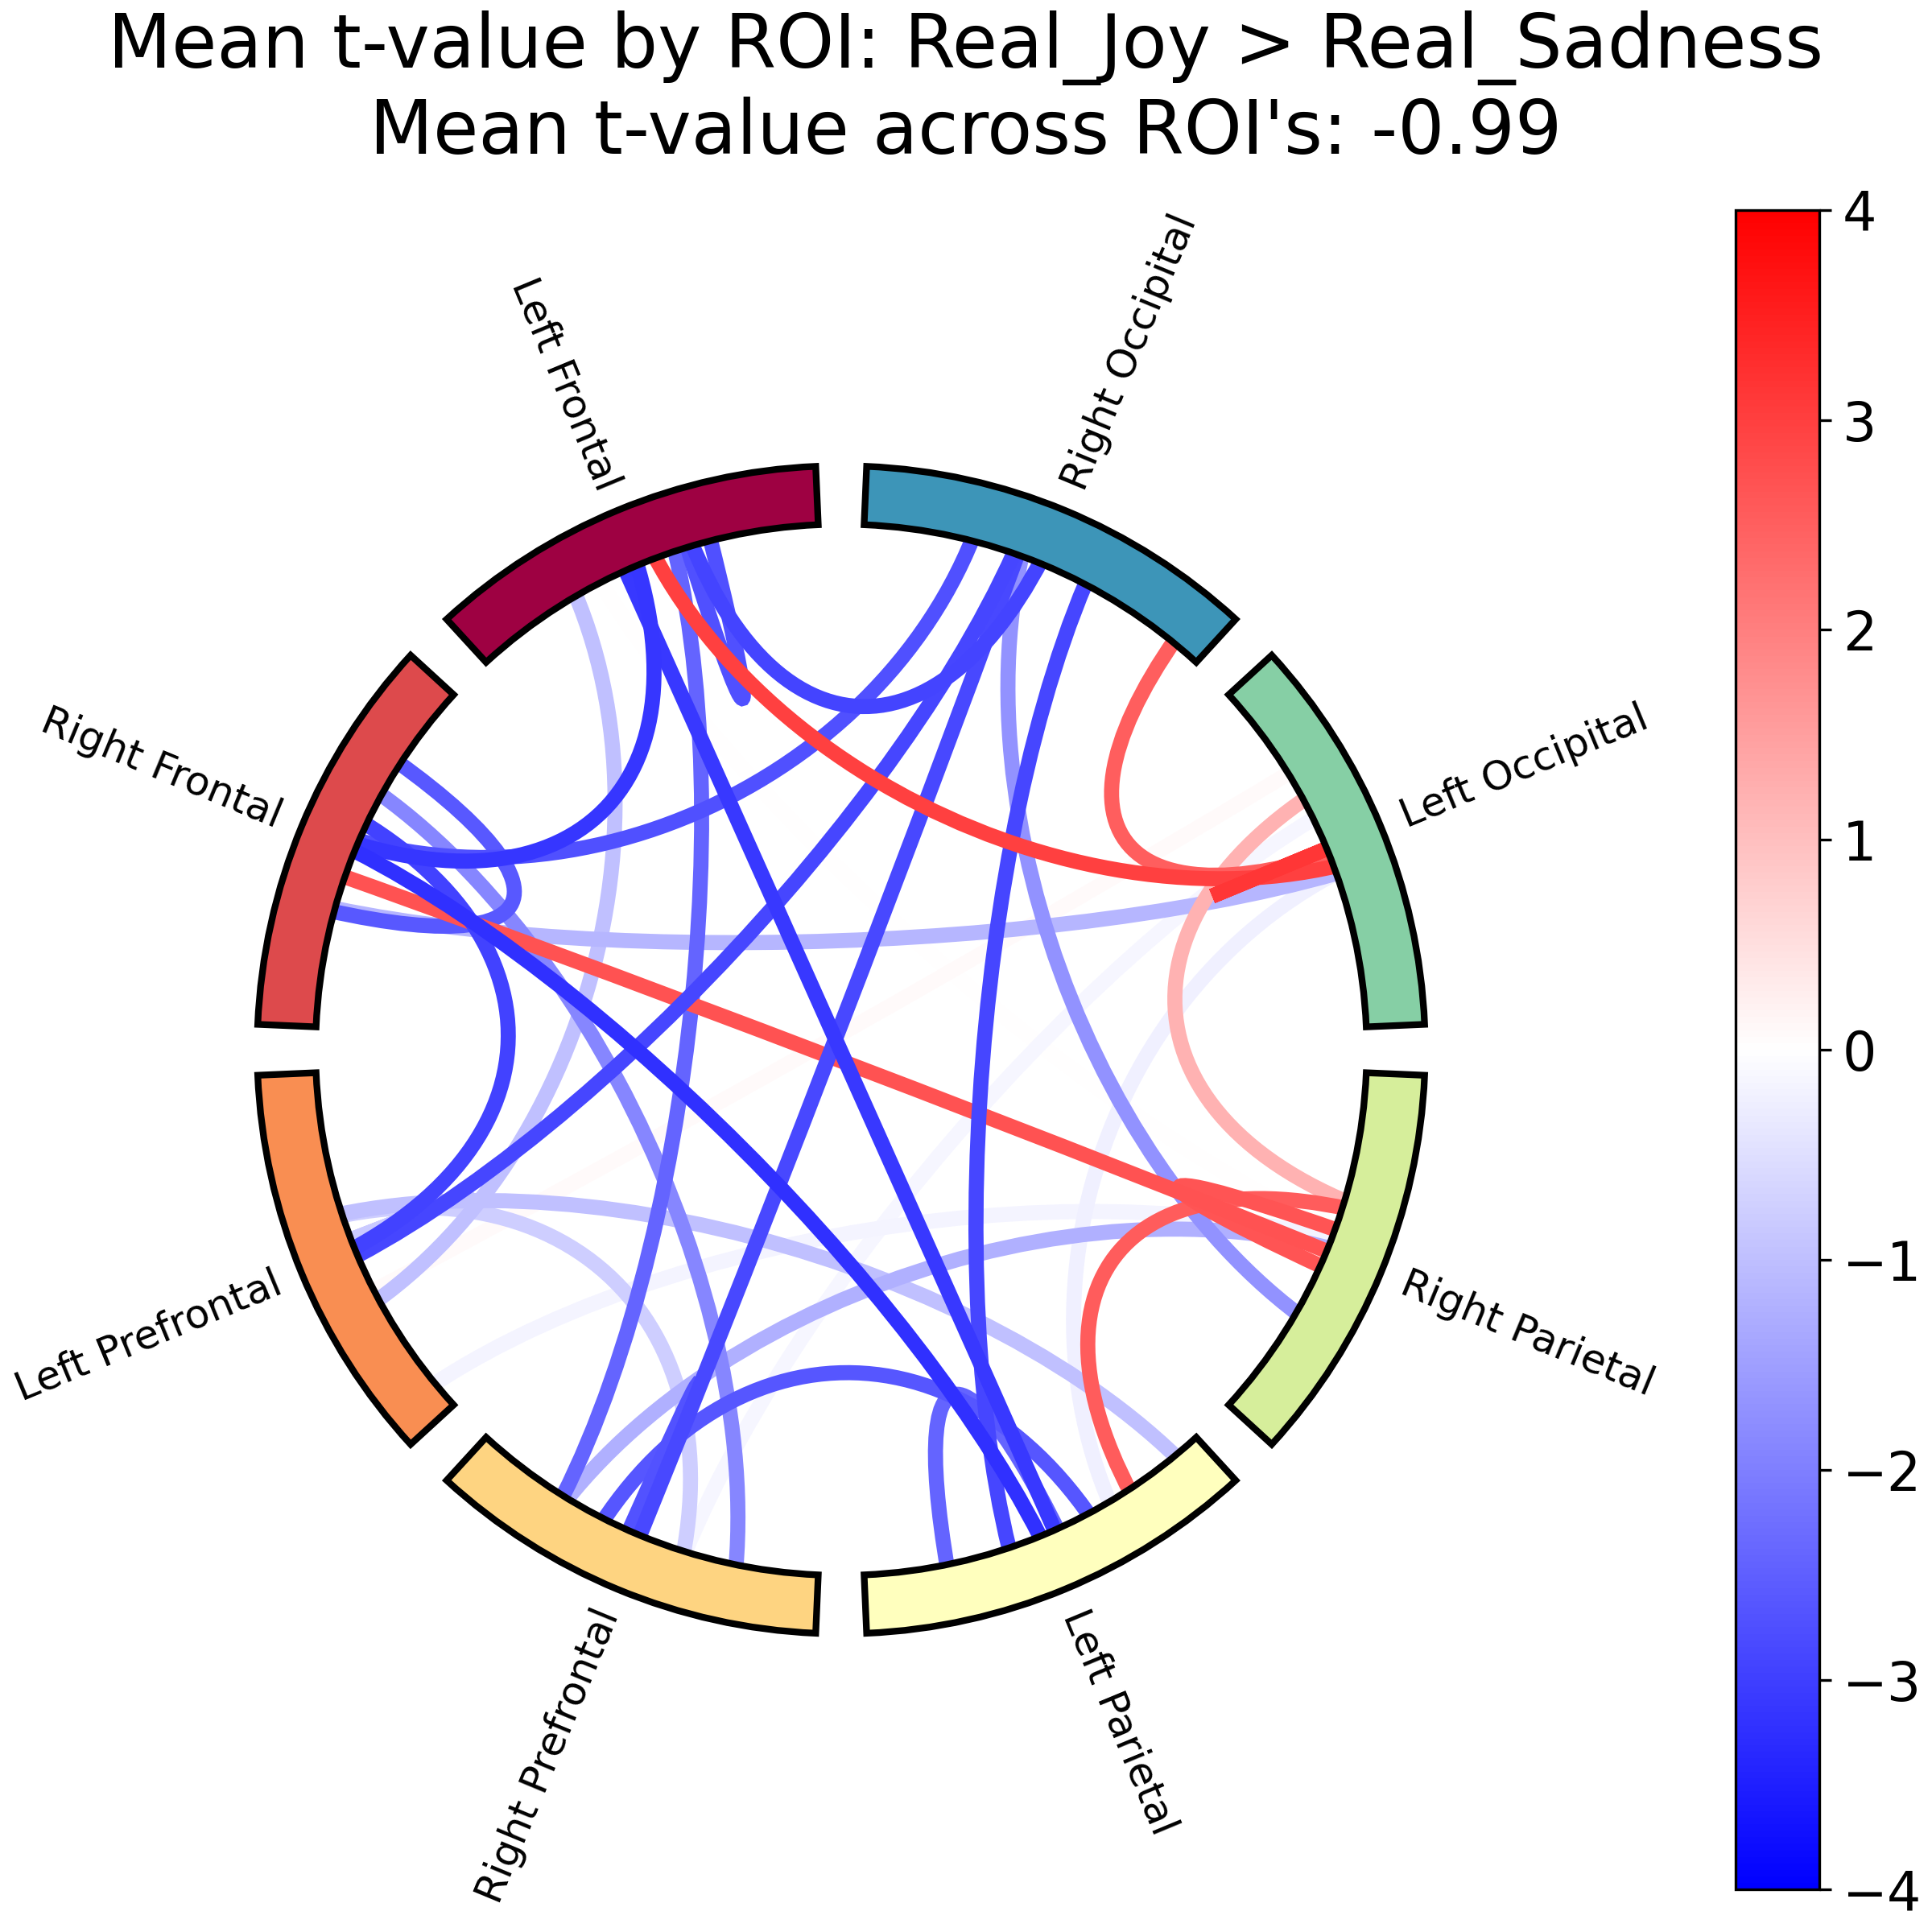 Mean t-value by ROI: Real_Joy > Real_Sadness
Mean t-value across ROI"s: -0.99
Left Frontal
Right Occipital
Right Frontal
Left Occipital
Left Prefrontal
Right Parietal
Right Prefrontal
Left Parietal
4
3
2
1
0
−1
−2
−3
−4